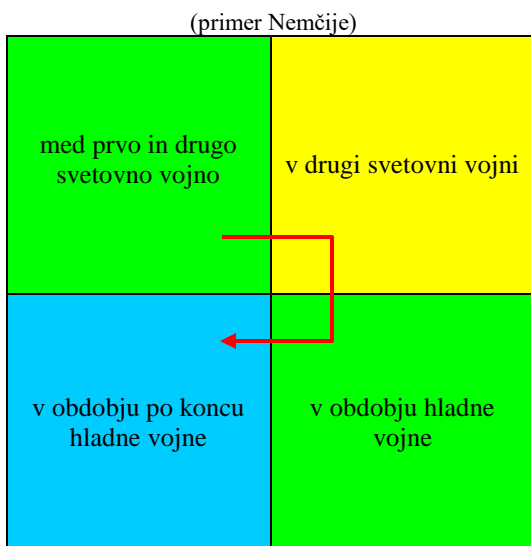 (primer Nemčije)
med prvo in drugo
svetovno vojno
v drugi svetovni vojni
v obdobju po koncu
hladne vojne
v obdobju hladne
vojne